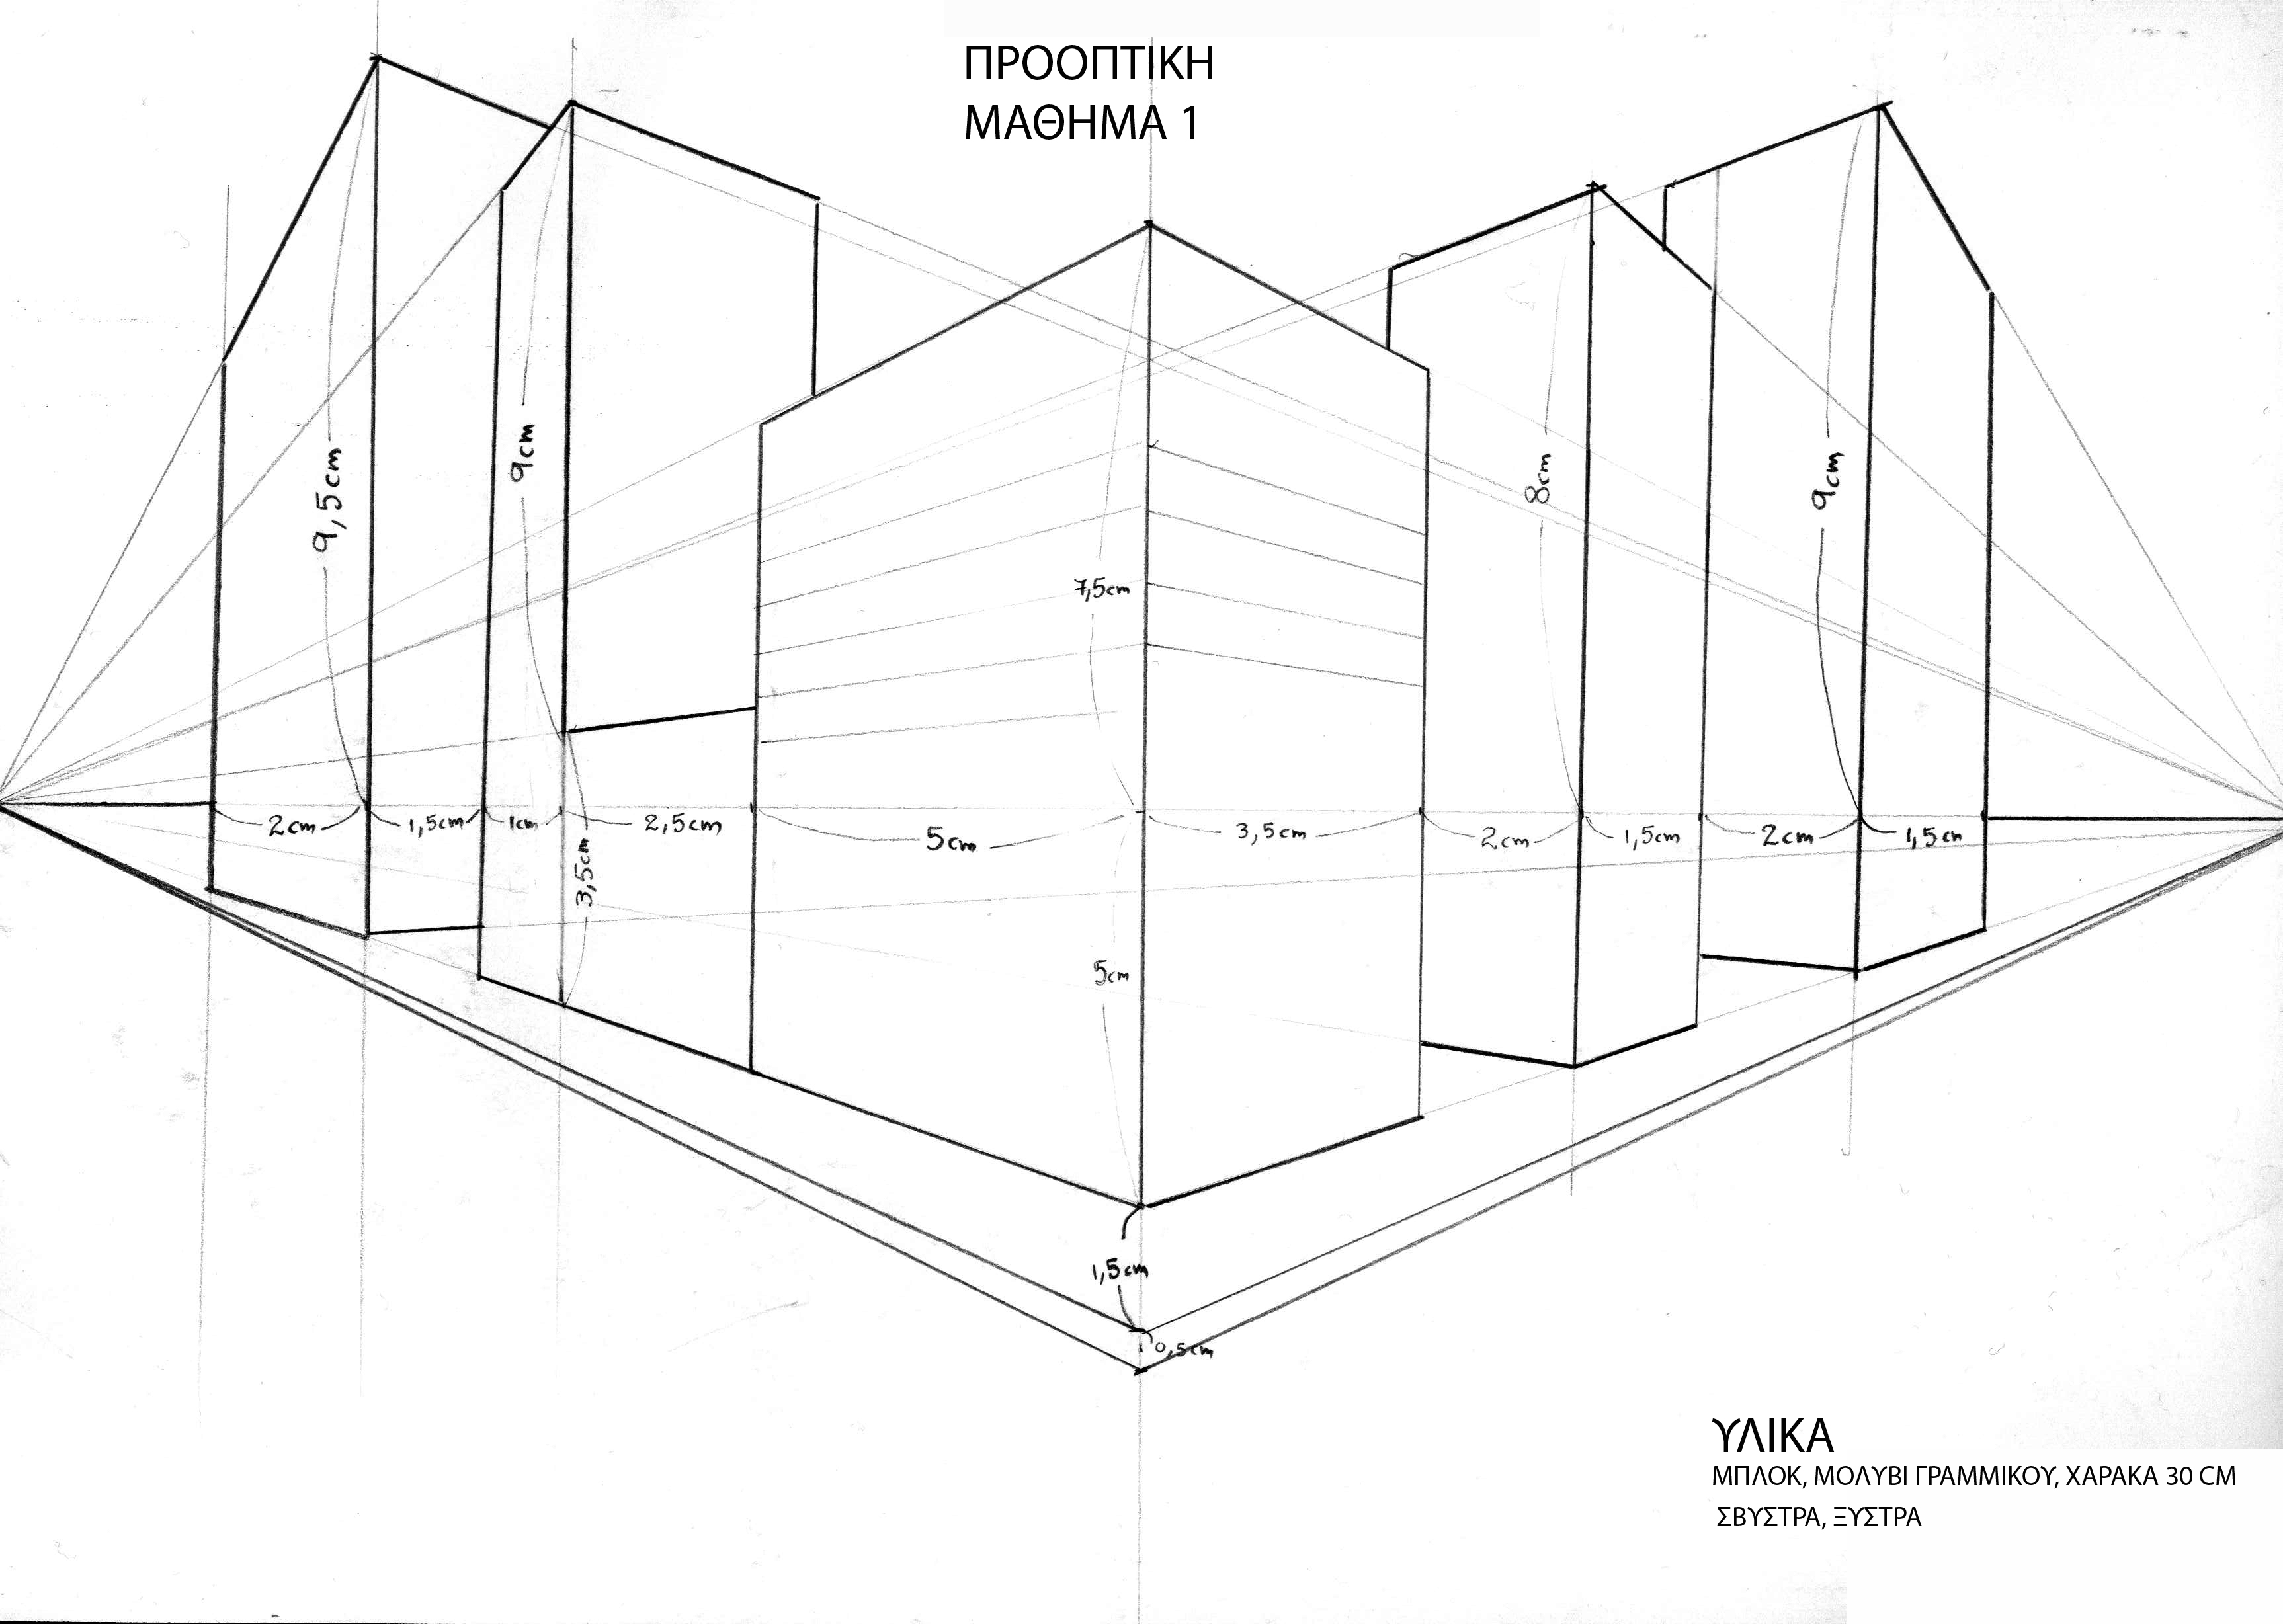 ΠΡΟΟΠΤΙΚΗ
ΜΑΘΗΜΑ 1
9,5cm
9cm
7,5cm
8cm
9cm
2cm
1,5cm
1cm
2,5cm
5cm
3,5cm
2cm
1,5cm
2cm
1,5cm
3,5cm
5cm
1,5cm
0,5cm
ΥΛΙΚΑ
ΜΠΛΟΚ, ΜΟΛΥΒΙ ΓΡΑΜΜΙΚΟΥ, ΧΑΡΑΚΑ 30 CM
ΣΒΥΣΤΡΑ, ΞΥΣΤΡΑ